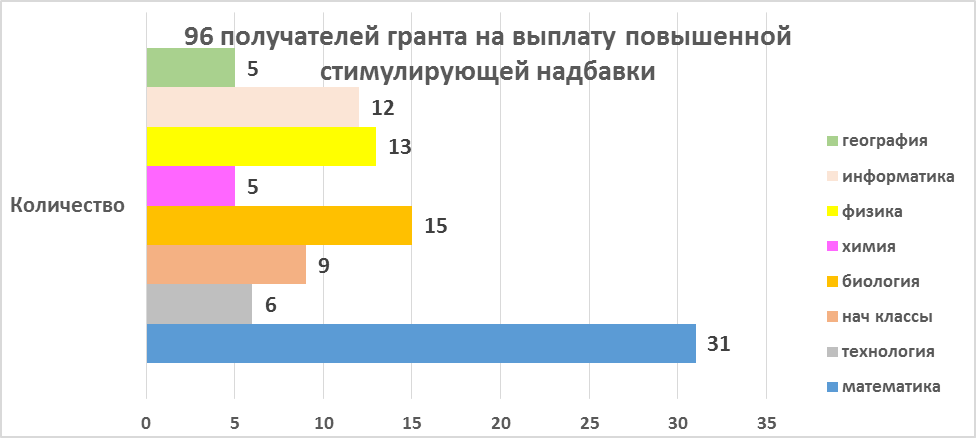 96 получателей гранта на выплату повышенной
стимулирующей надбавки
5
12
13
5
15
9
6
31
Количество
0 5 10 15 20 25 30 35
география
информатика
физика
химия
биология
нач классы
технология
математика